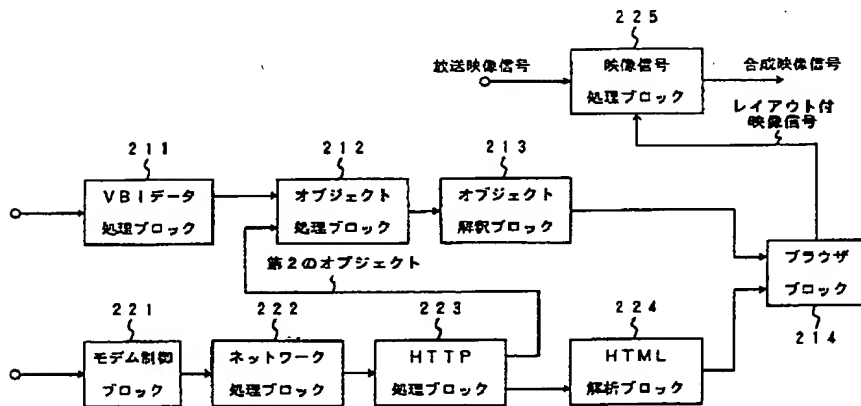 225
放送映像信号
映像信号
処理ブロック
合成映像信号
レイアウト付
映像信号
211
212
213
VBIデータ
処理ブロック
オブジェクト
処理ブロック
オブジェクト
解釈ブロック
第2のオブジェクト
ブラウザ
ブロック
214
221
222
223
224
モデム制御
ブロック
ネットワーク
処理ブロック
HTTP
処理ブロック
HTML
解析ブロック